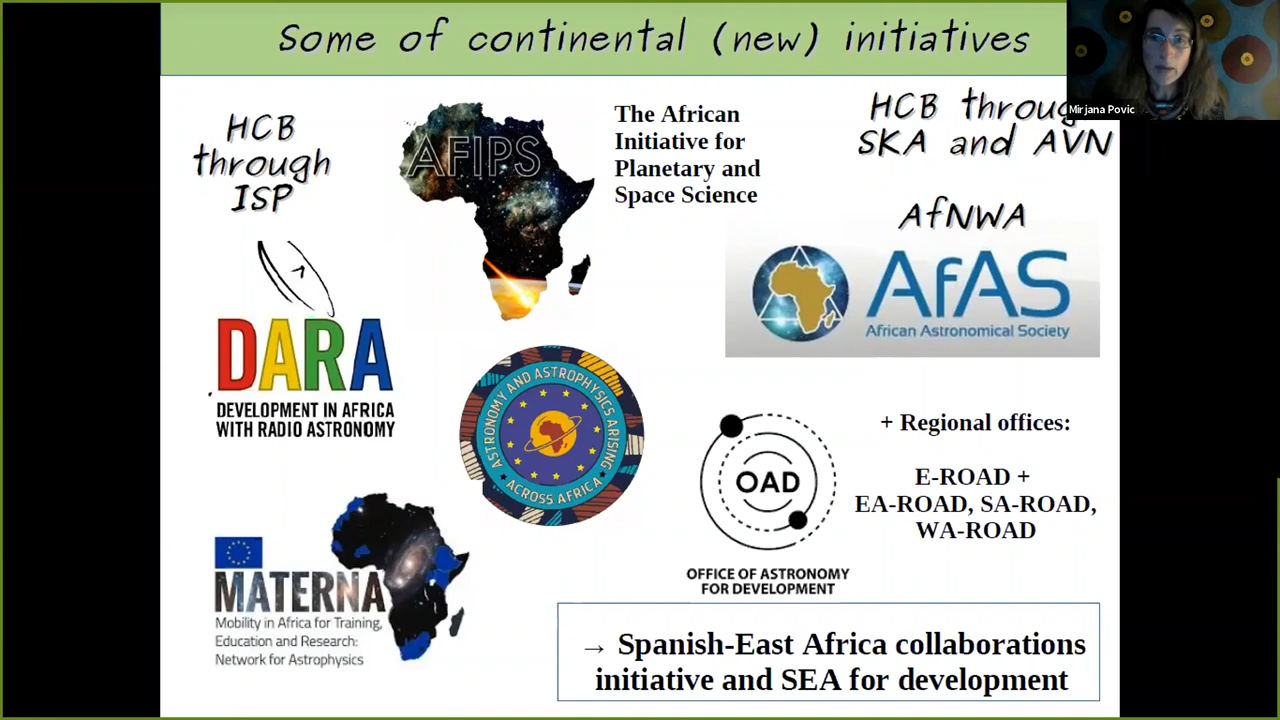 Some of continental (new) initiatives
Mirjana Povic
HCB
through
ISP
AFIPS
The African
Initiative for
Planetary and
Space Science
HCB through
SKA and AVN
AfNWA
AfAS
African Astronomical Society
DARA
DEVELOPMENT IN AFRICA
WITH RADIO ASTRONOMY
ASTRONOMY AND ASTROPHYSICS ARISING
ACROSS AFRICA
OAD
OFFICE OF ASTRONOMY
FOR DEVELOPMENT
+ Regional offices:
E-ROAD +
EA-ROAD, SA-ROAD,
WA-ROAD
MATERNA
Mobility in Africa for Training,
Education and Research:
Network for Astrophysics
→ Spanish-East Africa collaborations
initiative and SEA for development